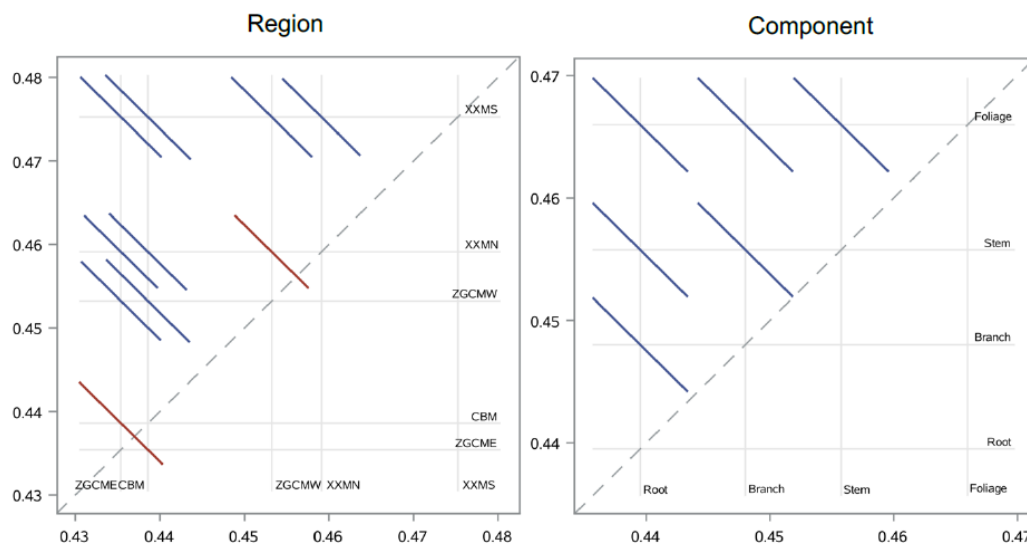 Region
0.48
0.47
0.46
0.45
0.44
0.43
XXMS
XXMN
ZGCMW
CBM
ZGCME
ZGCME CBM ZGCMW XXMN XXMS
0.43 0.44 0.45 0.46 0.47 0.48
Component
0.47
0.46
0.45
0.44
Foliage
Stem
Branch
Root
Root Branch Stem Foliage
0.44 0.45 0.46 0.47